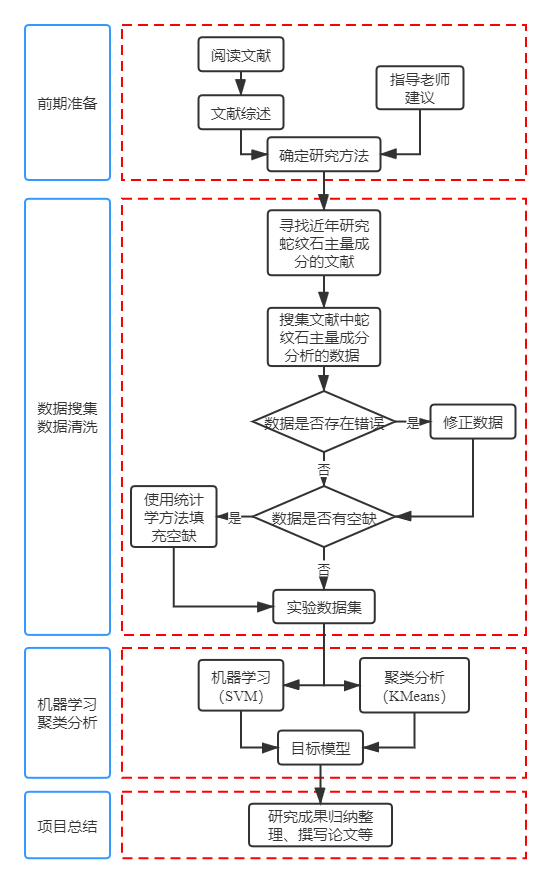 前期准备
阅读文献
文献综述
指导老师
建议
确定研究方法
数据搜集
数据清洗
寻找近年研究
蛇纹石主量成
分的文献
搜集文献中蛇
纹石主量成分
分析的数据
数据是否存在错误
是
修正数据
否
数据是否有空缺
是
使用统计
学方法填
充空缺
否
实验数据集
机器学习
聚类分析
机器学习
（SVM）
聚类分析
（KMeans）
目标模型
项目总结
研究成果归纳整
理、撰写论文等